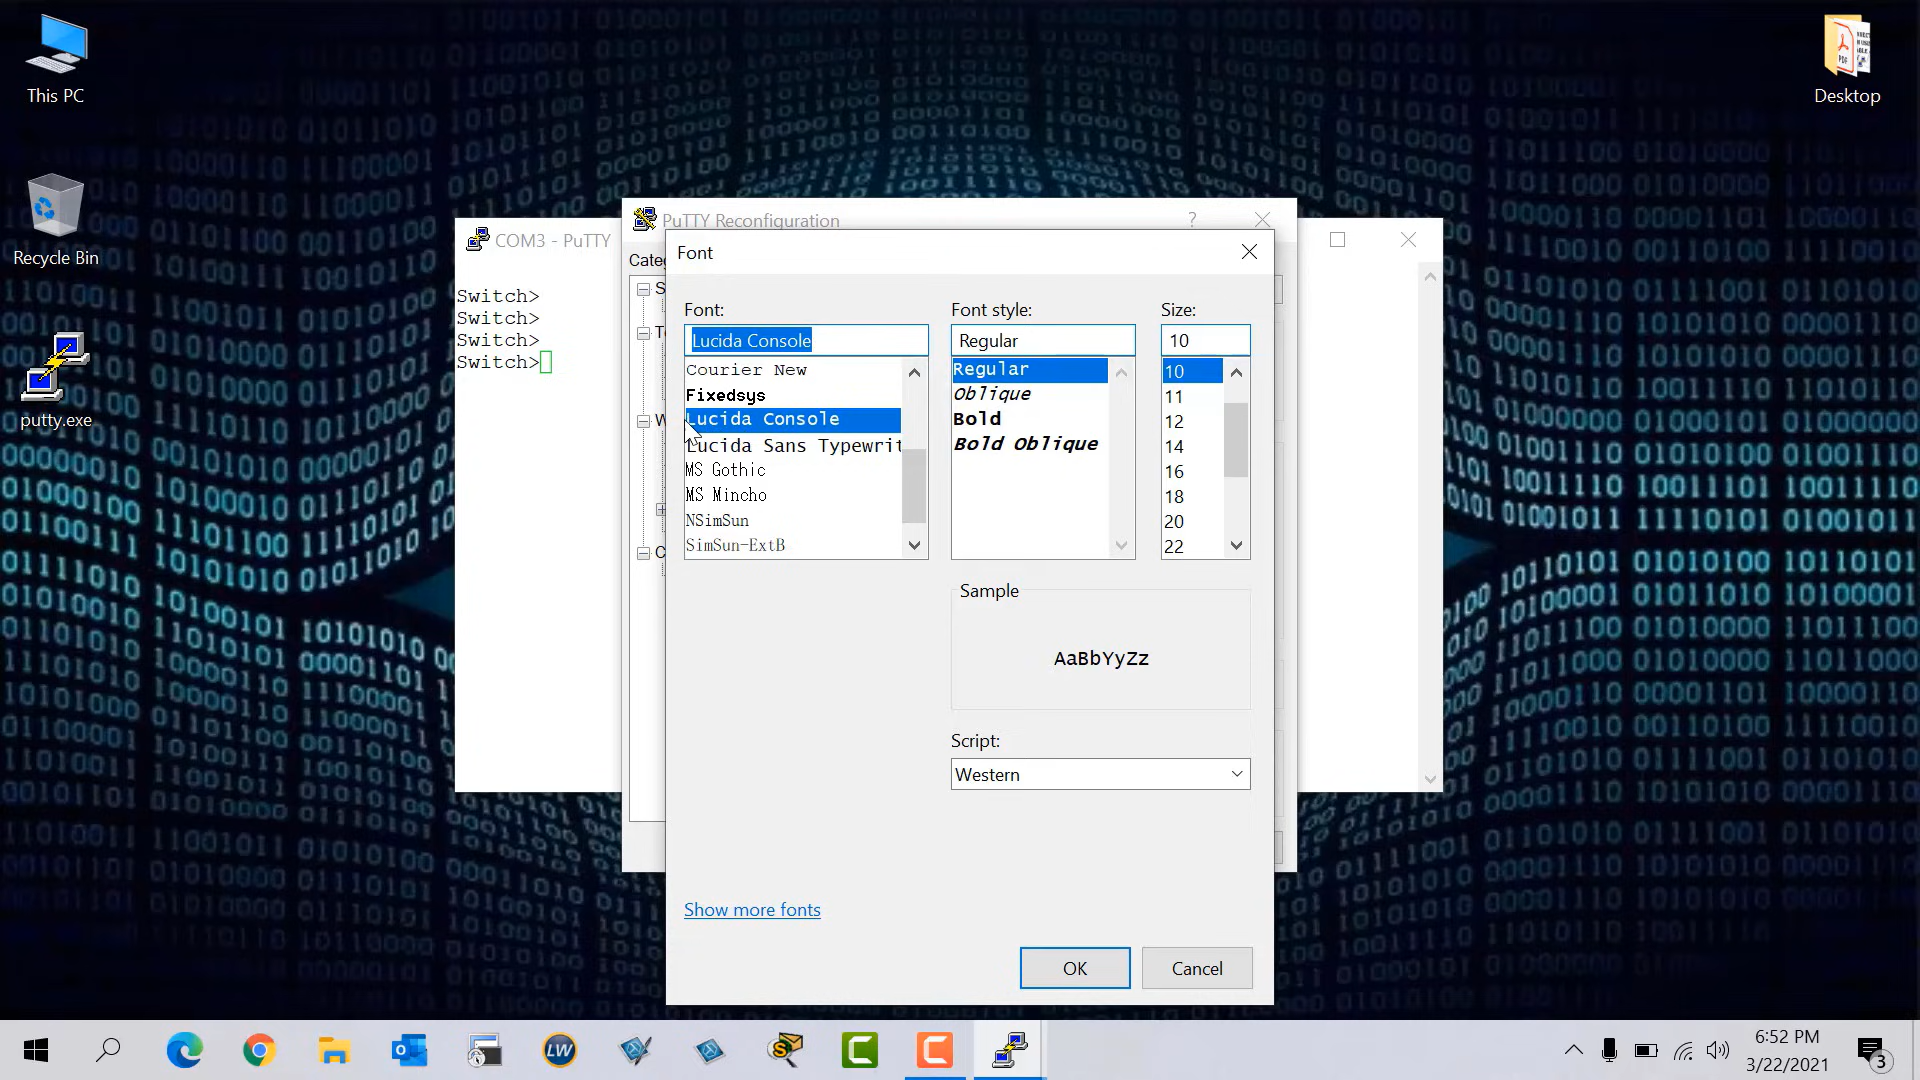 This PC
Recycle Bin
putty.exe
Desktop
COM3 - PuTTY
Switch>
Switch>
Switch>
Switch>
PuTTY Reconfiguration
?
Font
Font:
Lucida Console
Courier New
Fixedsys
Lucida Console
Lucida Sans Typewrit
MS Gothic
MS Mincho
NSimSun
SimSun-ExtB
Font style:
Regular
Regular
Oblique
Bold
Bold Oblique
Size:
10
10
11
12
14
16
18
20
22
Sample
AaBbYyZz
Script:
Western
Show more fonts
OK
Cancel
LW
6:52 PM
3/22/2021
3